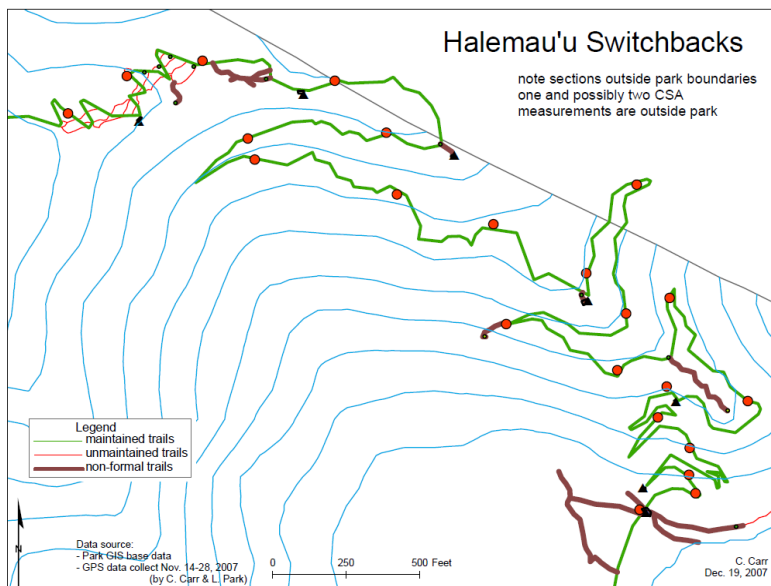 Halemau'u Switchbacks
note sections outside park boundaries
one and possibly two CSA
measurements are outside park
Legend
maintained trails
unmaintained trails
non-formal trails
N
Data source:
- Park GIS base data
- GPS data collect Nov. 14-28, 2007
(by C. Carr & L. Park)
0 250 500 Feet
C. Carr
Dec. 19, 2007